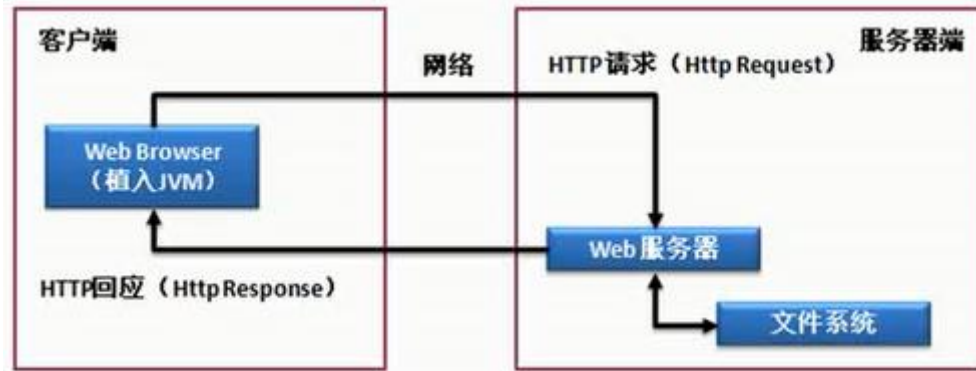 客户端
服务器端
网络
HTTP请求（Http Request）
Web Browser
（植入JVM）
Web服务器
HTTP回应（Http Response）
文件系统